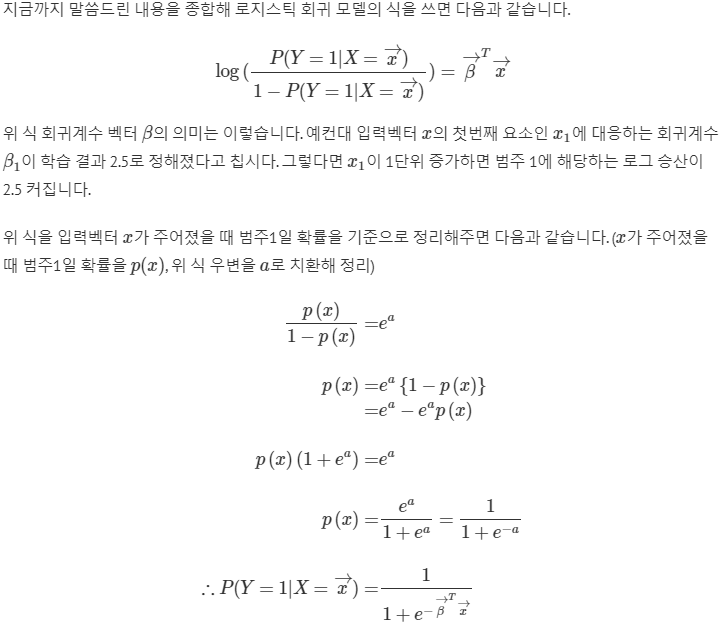 지금까지 말씀드린 내용을 종합해 로지스틱 회귀 모델의 식을 쓰면 다음과 같습니다.
$$\log(\frac{P(Y=1|X=\overrightarrow{x})}{1-P(Y=1|X=\overrightarrow{x})})=\overrightarrow{\beta}^T\overrightarrow{x}$$
위 식 회귀계수 벡터 $\beta$의 의미는 이렇습니다. 예컨대 입력벡터 $x$의 첫번째 요소인 $x_1$에 대응하는 회귀계수
$\beta_1$이 학습 결과 2.5로 정해졌다고 칩시다. 그렇다면 $x_1$이 1단위 증가하면 범주 1에 해당하는 로그 승산이
2.5 커집니다.
위 식을 입력벡터 $x$가 주어졌을 때 범주1일 확률을 기준으로 정리해주면 다음과 같습니다. ($x$가 주어졌을
때 범주1일 확률을 $p(x)$, 위 식 우변을 $a$로 치환해 정리)
$$\frac{p(x)}{1-p(x)}=e^a$$
$$p(x)=e^a\{1-p(x)\}$$
$$=e^a-e^ap(x)$$
$$p(x)(1+e^a)=e^a$$
$$p(x)=\frac{e^a}{1+e^a}=\frac{1}{1+e^{-a}}$$
$$\therefore P(Y=1|X=\overrightarrow{x})=\frac{1}{1+e^{-\overrightarrow{\beta}^T\overrightarrow{x}}}$$